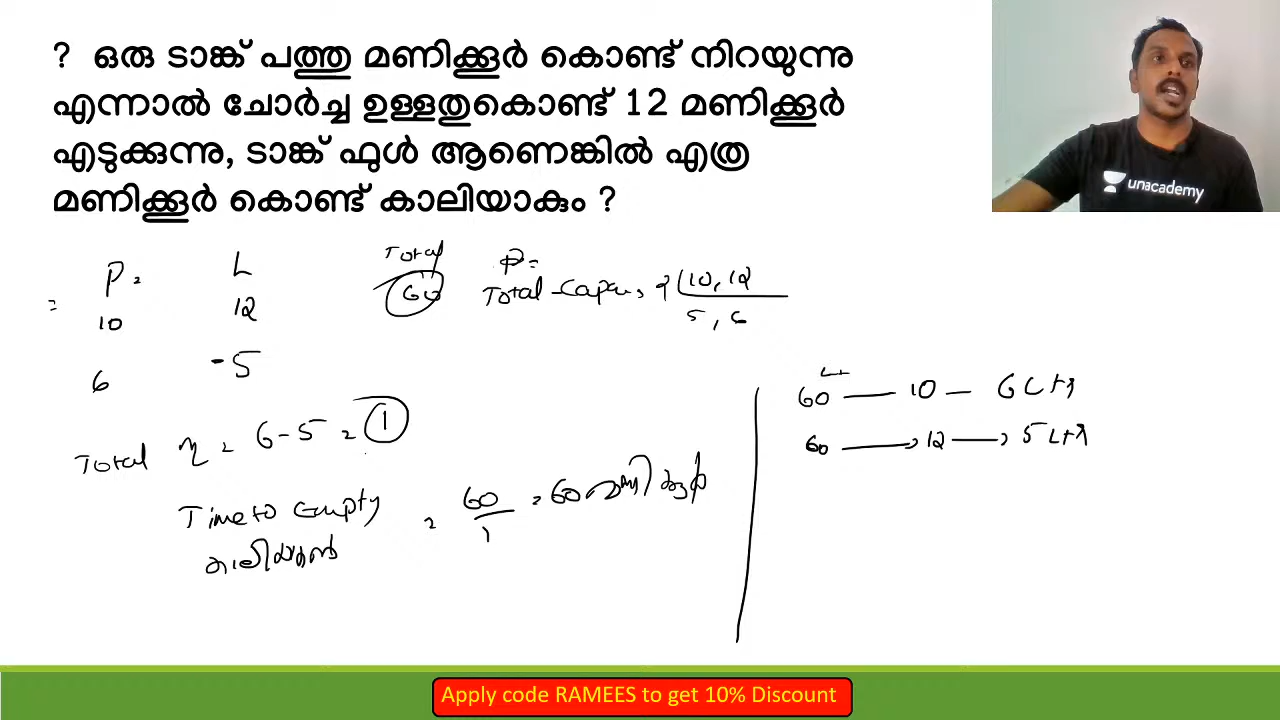 ? ഒരു ടാങ്ക് പത്തു മണിക്കൂർ കൊണ്ട് നിറയുന്നു
എന്നാൽ ചോർച്ച ഉള്ളതുകൊണ്ട് 12 മണിക്കൂർ
എടുക്കുന്നു, ടാങ്ക് ഫുൾ ആണെങ്കിൽ എത്ര
മണിക്കൂർ കൊണ്ട് കാലിയാകും ?
unacademy
P = L Total
= 10 12 60
6 -5
Total Capa
2 10, 12
5, 6
Total η = 6-5 = 1
Time to Empty = 60/1 = 60 മണിക്കൂർ
കാലിയാകാൻ
60 — 10 — 6 Ltr
60 → 12 → 5 Ltr
Apply code RAMEES to get 10% Discount